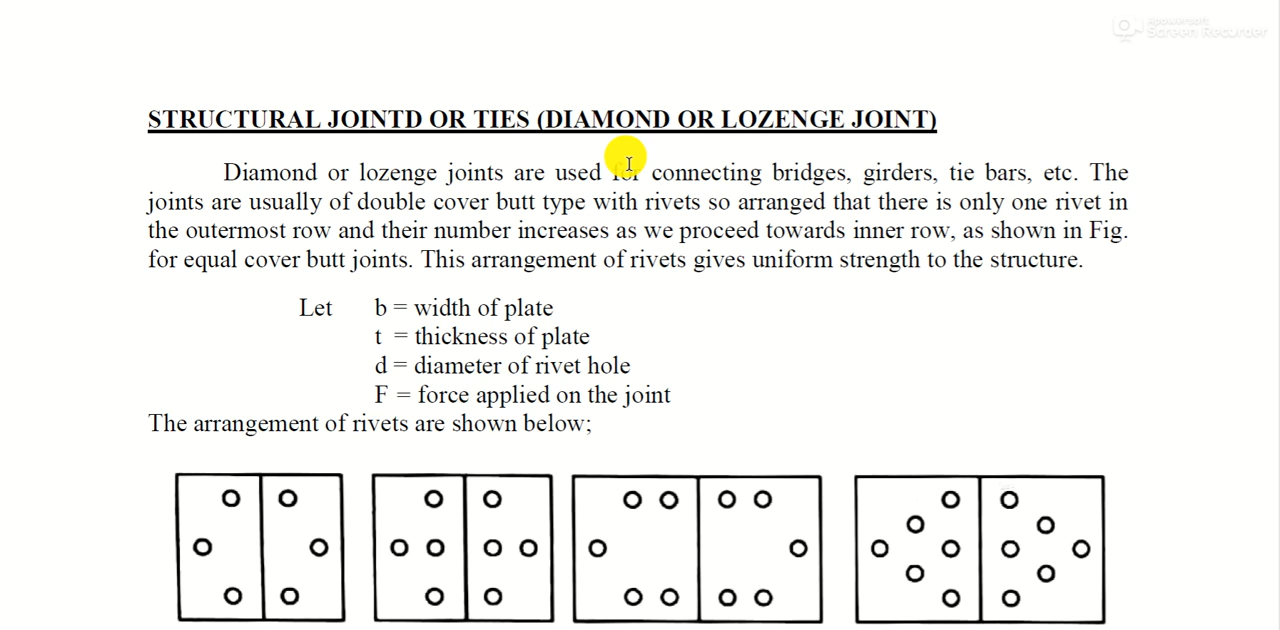 Apowersoft
Screen Recorder
STRUCTURAL JOINTD OR TIES (DIAMOND OR LOZENGE JOINT)
Diamond or lozenge joints are used for connecting bridges, girders, tie bars, etc. The
joints are usually of double cover butt type with rivets so arranged that there is only one rivet in
the outermost row and their number increases as we proceed towards inner row, as shown in Fig.
for equal cover butt joints. This arrangement of rivets gives uniform strength to the structure.
Let b = width of plate
t = thickness of plate
d = diameter of rivet hole
F = force applied on the joint
The arrangement of rivets are shown below;